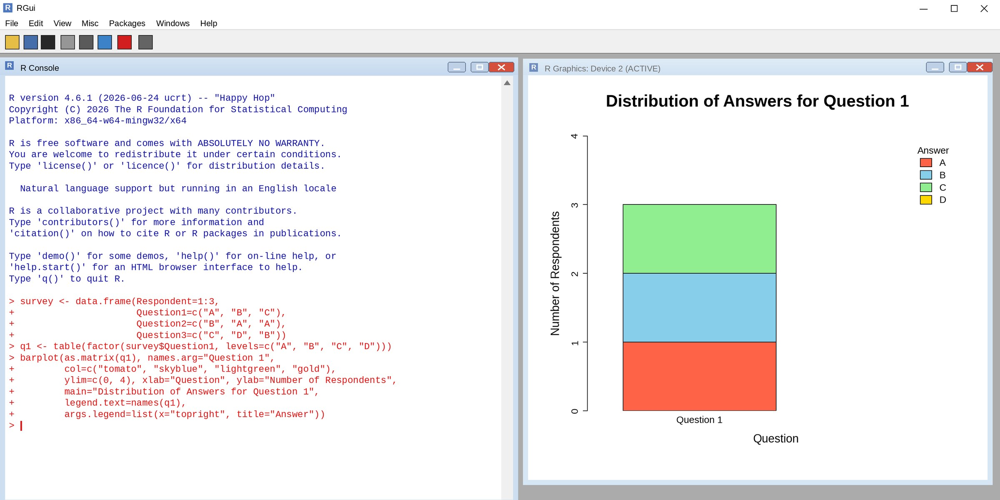 R RGui
File Edit View Misc Packages Windows Help
R R Console
R version 4.6.1 (2026-06-24 ucrt) -- "Happy Hop"
Copyright (C) 2026 The R Foundation for Statistical Computing
Platform: x86_64-w64-mingw32/x64
R is free software and comes with ABSOLUTELY NO WARRANTY.
You are welcome to redistribute it under certain conditions.
Type 'license()' or 'licence()' for distribution details.
  Natural language support but running in an English locale
R is a collaborative project with many contributors.
Type 'contributors()' for more information and
'citation()' on how to cite R or R packages in publications.
Type 'demo()' for some demos, 'help()' for on-line help, or
'help.start()' for an HTML browser interface to help.
Type 'q()' to quit R.
> survey <- data.frame(Respondent=1:3,
+                      Question1=c("A", "B", "C"),
+                      Question2=c("B", "A", "A"),
+                      Question3=c("C", "D", "B"))
> q1 <- table(factor(survey$Question1, levels=c("A", "B", "C", "D")))
> barplot(as.matrix(q1), names.arg="Question 1",
+         col=c("tomato", "skyblue", "lightgreen", "gold"),
+         ylim=c(0, 4), xlab="Question", ylab="Number of Respondents",
+         main="Distribution of Answers for Question 1",
+         legend.text=names(q1),
+         args.legend=list(x="topright", title="Answer"))
>
R R Graphics: Device 2 (ACTIVE)
Distribution of Answers for Question 1
Number of Respondents
4
3
2
1
0
Answer
A
B
C
D
Question 1
Question